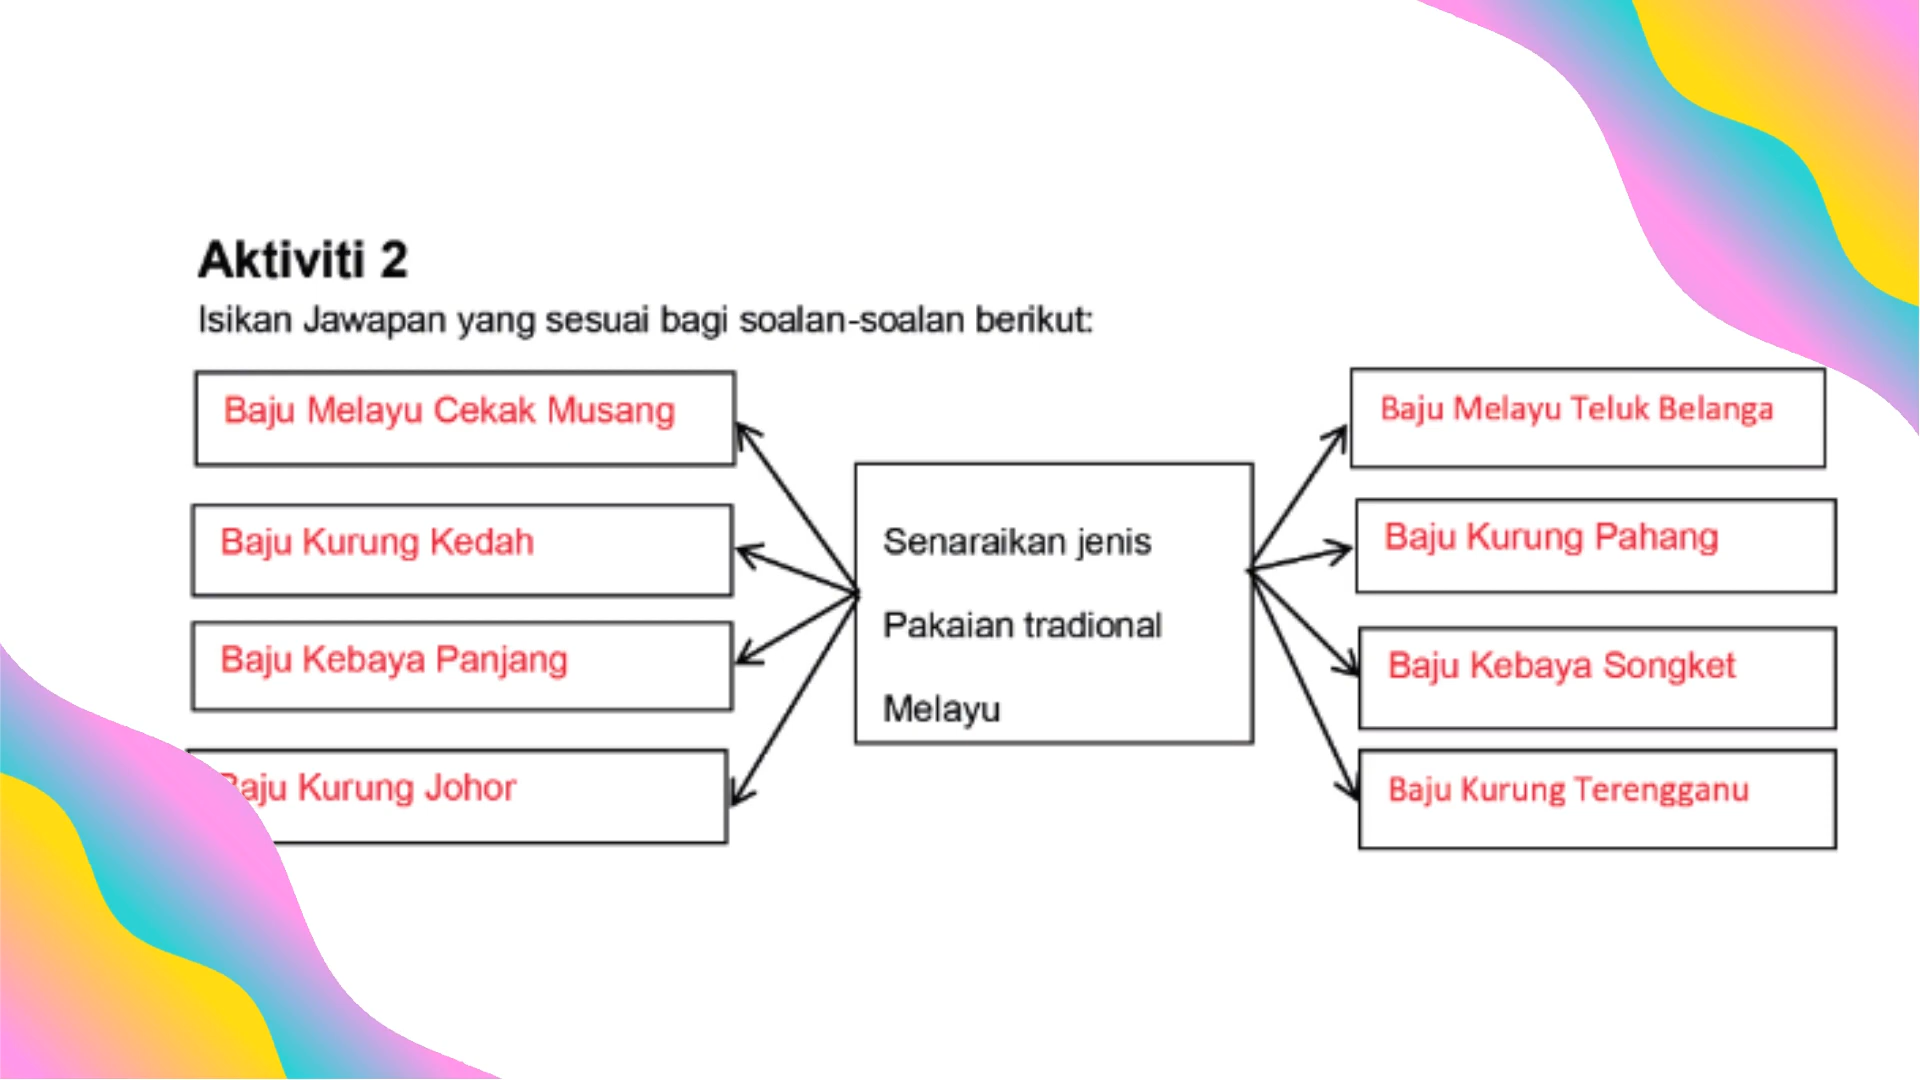 Aktiviti 2
Isikan Jawapan yang sesuai bagi soalan-soalan berikut:
Baju Melayu Cekak Musang
Baju Kurung Kedah
Baju Kebaya Panjang
Baju Kurung Johor
Senaraikan jenis
Pakaian tradional
Melayu
Baju Melayu Teluk Belanga
Baju Kurung Pahang
Baju Kebaya Songket
Baju Kurung Terengganu